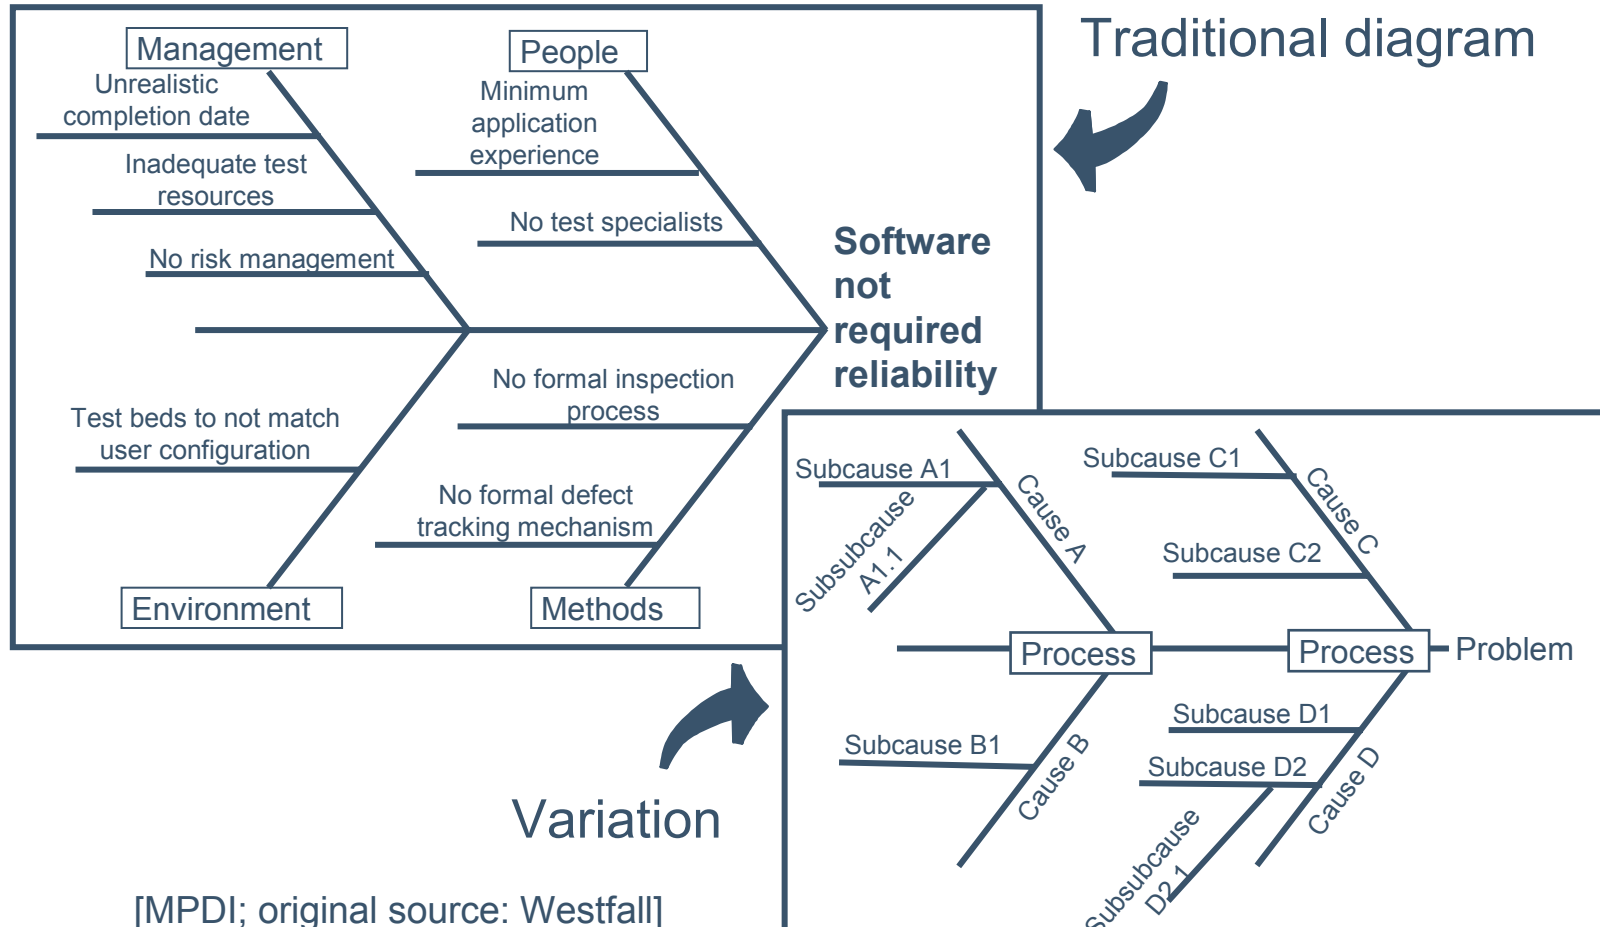 Traditional diagram
Management
Unrealistic
completion date
Inadequate test
resources
No risk management
People
Minimum
application
experience
No test specialists
Software
not
required
reliability
Test beds to not match
user configuration
Environment
No formal inspection
process
No formal defect
tracking mechanism
Methods
Variation
Subcause A1
Subsubcause
A1.1
Cause A
Subcause C1
Cause C
Subcause C2
Process
Process
Problem
Subcause B1
Cause B
Subcause D1
Subcause D2
Cause D
Subsubcause
D2.1
[MPDI; original source: Westfall]